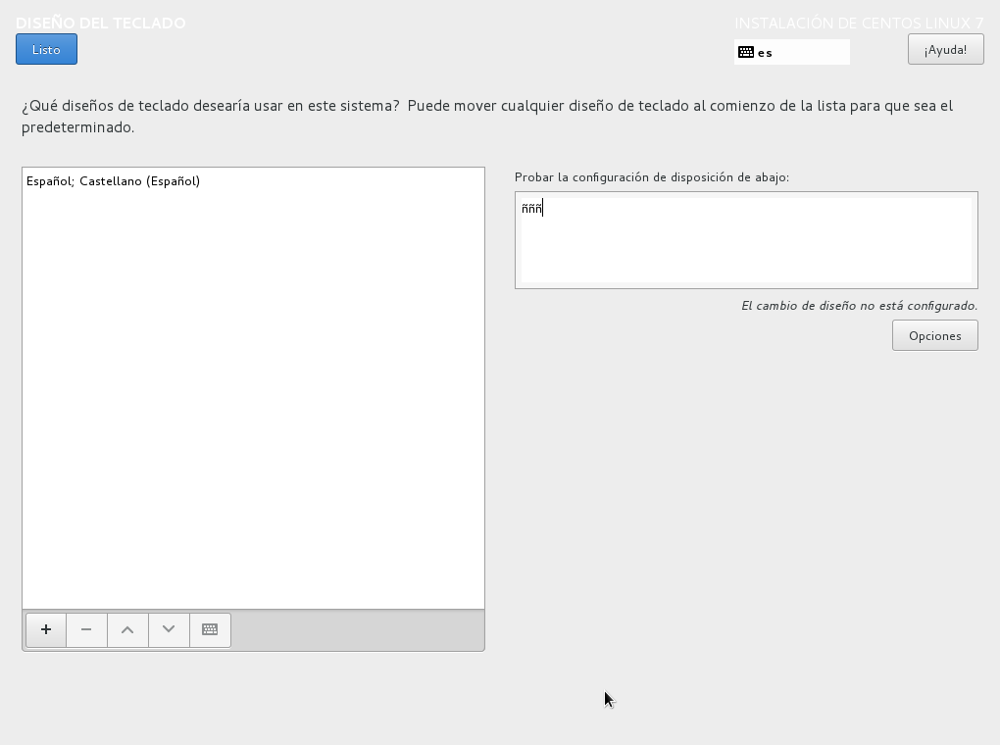 DISEÑO DEL TECLADO
INSTALACIÓN DE CENTOS LINUX 7
Listo
es
¡Ayuda!
¿Qué diseños de teclado desearía usar en este sistema?  Puede mover cualquier diseño de teclado al comienzo de la lista para que sea el
predeterminado.
Español; Castellano (Español)
Probar la configuración de disposición de abajo:
ñññ
El cambio de diseño no está configurado.
Opciones